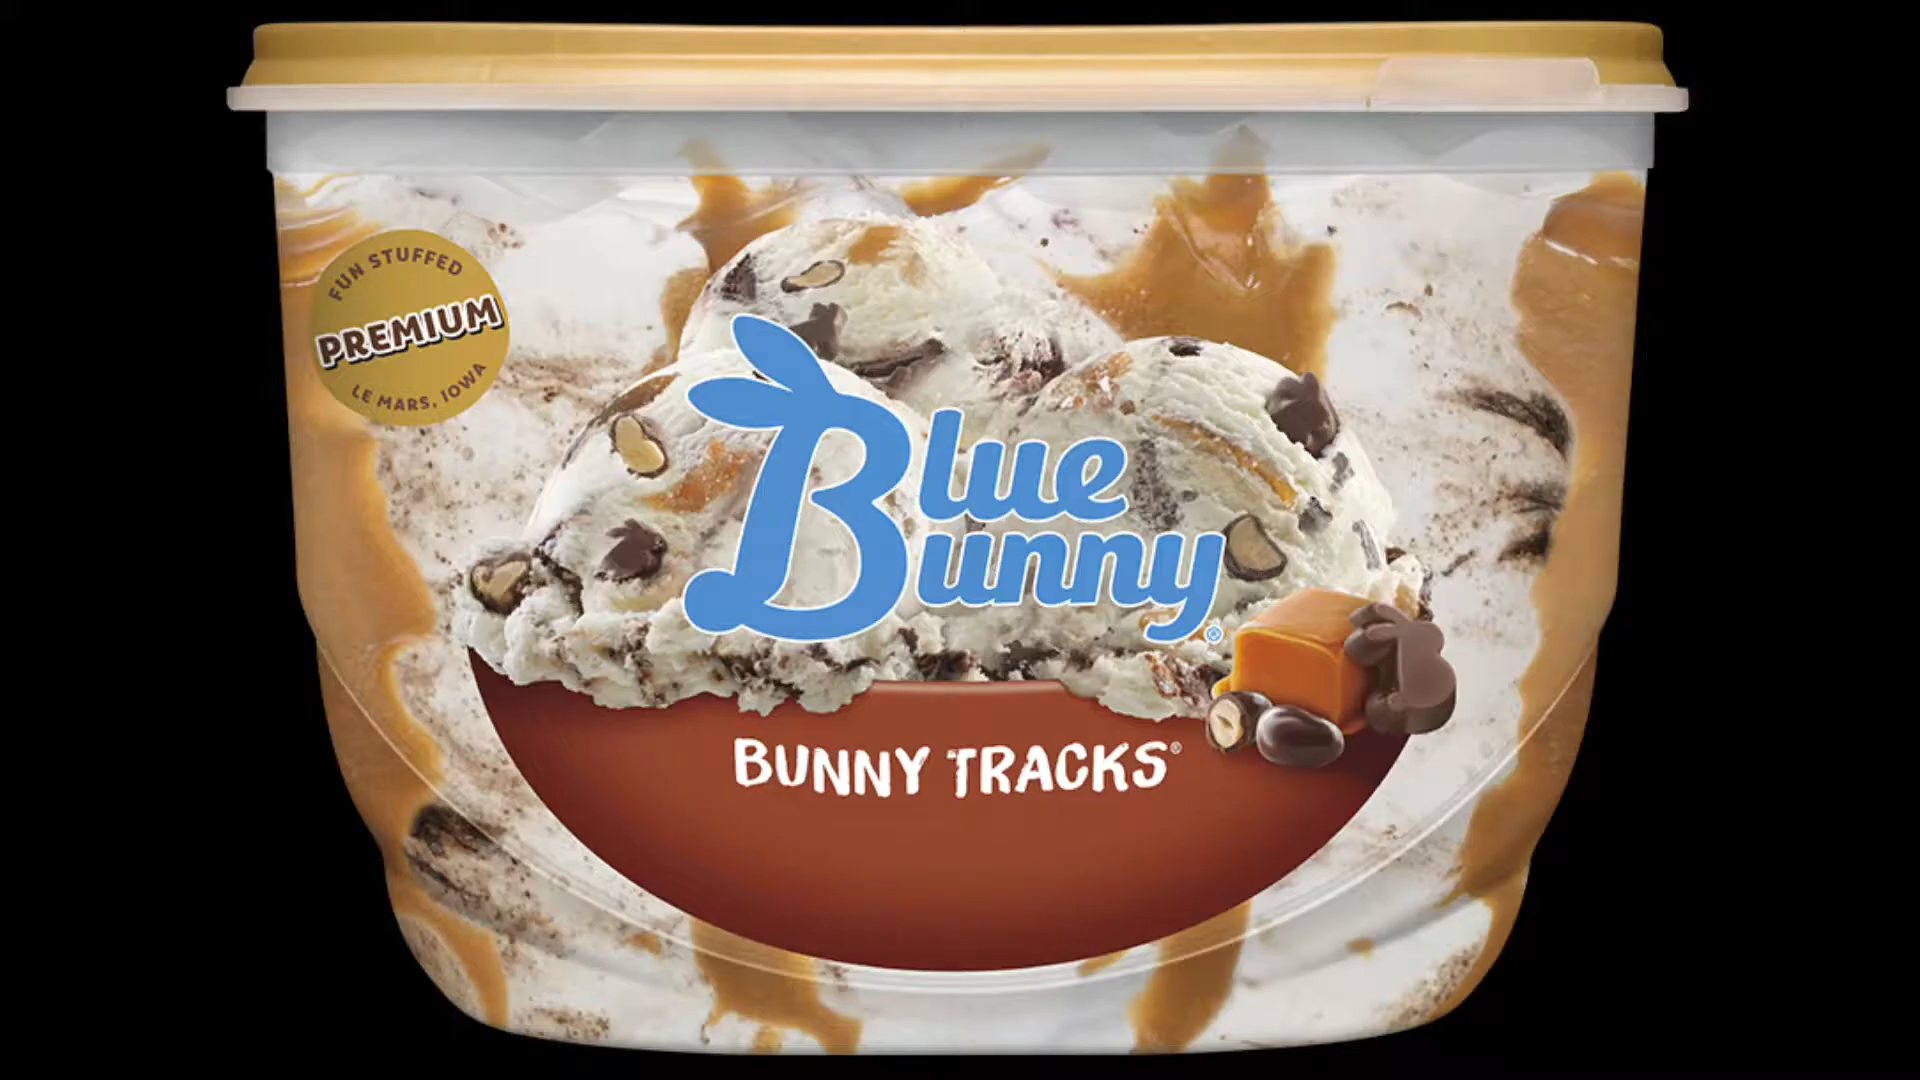 FUN STUFFED
PREMIUM
LE MARS, IOWA
Blue
Bunny®
BUNNY TRACKS®